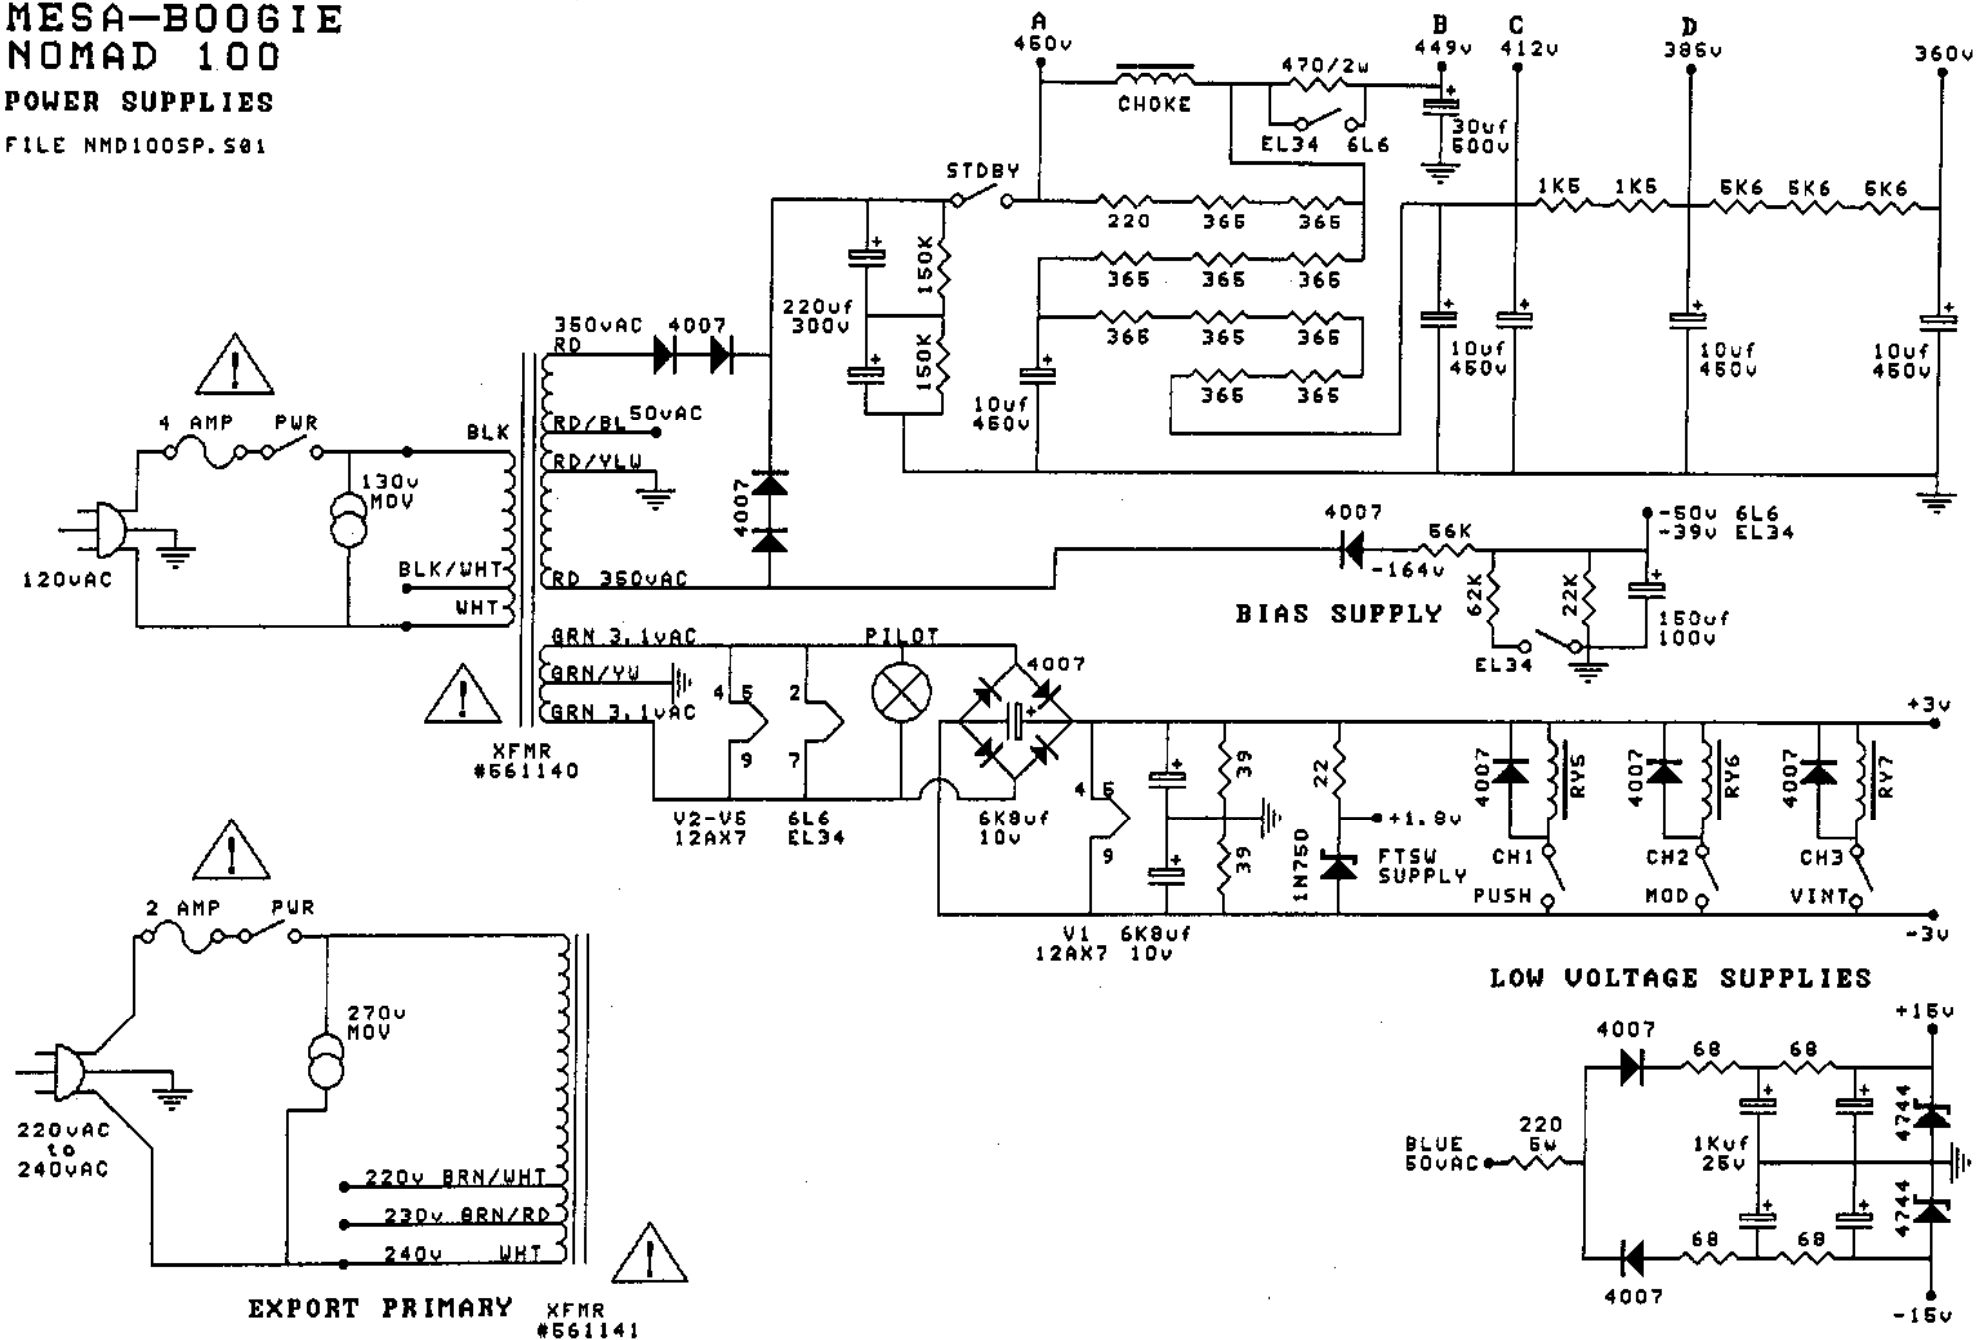 MESA-BOOGIE
NOMAD 100
POWER SUPPLIES
FILE NMD100SP.S01
A
450v
CHOKE
470/2w
EL34 6L6
B
449v
30uf
500v
C
412v
D
385v
360v
STDBY
220 365 365
365 365 365
365 365 365
365 365
1K5 1K5 5K6 5K6 5K6
220uf
300v
150K
150K
10uf
450v
10uf
450v
10uf
450v
10uf
450v
350vAC 4007
RD
RD/BL 50vAC
RD/YLW
4007
RD 350vAC
4 AMP PWR
130v
MOV
120vAC
BLK
BLK/WHT
WHT
4007
-164v
56K
-50v 6L6
-39v EL34
62K
22K
150uf
100v
EL34
BIAS SUPPLY
GRN 3.1vAC
GRN/YW
GRN 3.1vAC
PILOT
4007
XFMR
#561140
4 5
9
2
7
V2-V5
12AX7
6L6
EL34
6K8uf
10v
4 5
9
V1
12AX7
6K8uf
10v
39
39
22
+1.8v
1N750
FTSW
SUPPLY
4007
RY5
4007
RY6
4007
RY7
+3v
CH1
PUSH
CH2
MOD
CH3
VINT
-3v
LOW VOLTAGE SUPPLIES
2 AMP PWR
270v
MOV
220vAC
to
240vAC
220v BRN/WHT
230v BRN/RD
240v WHT
EXPORT PRIMARY
XFMR
#561141
+15v
4007
68 68
BLUE
50vAC
220
5w
1Kuf
25v
4744
4744
68 68
4007
-15v